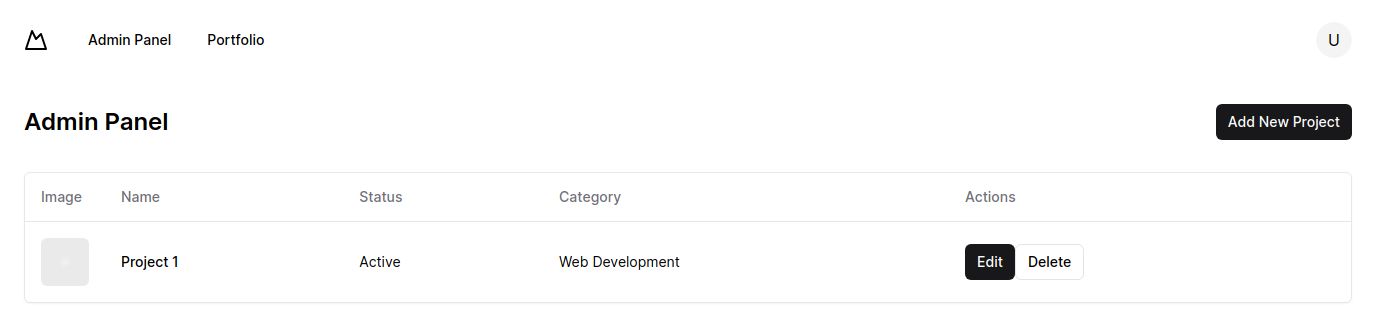 Admin Panel Portfolio U
Admin Panel Add New Project
Image Name Status Category Actions
Project 1 Active Web Development Edit Delete